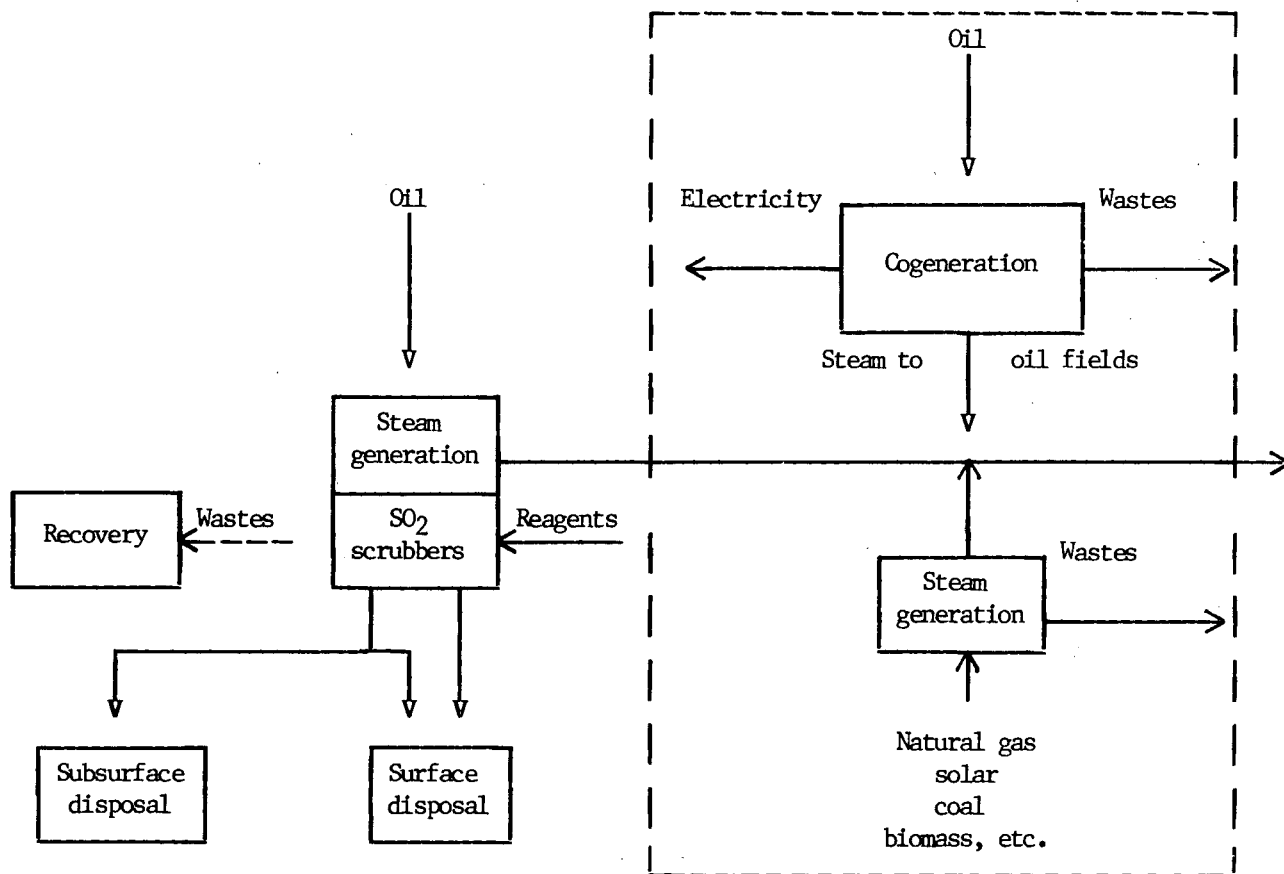 Oil
Electricity
Wastes
Cogeneration
Steam to oil fields
Oil
Steam
generation
SO₂
scrubbers
Reagents
Wastes
Recovery
Subsurface
disposal
Surface
disposal
Wastes
Steam
generation
Natural gas
solar
coal
biomass, etc.